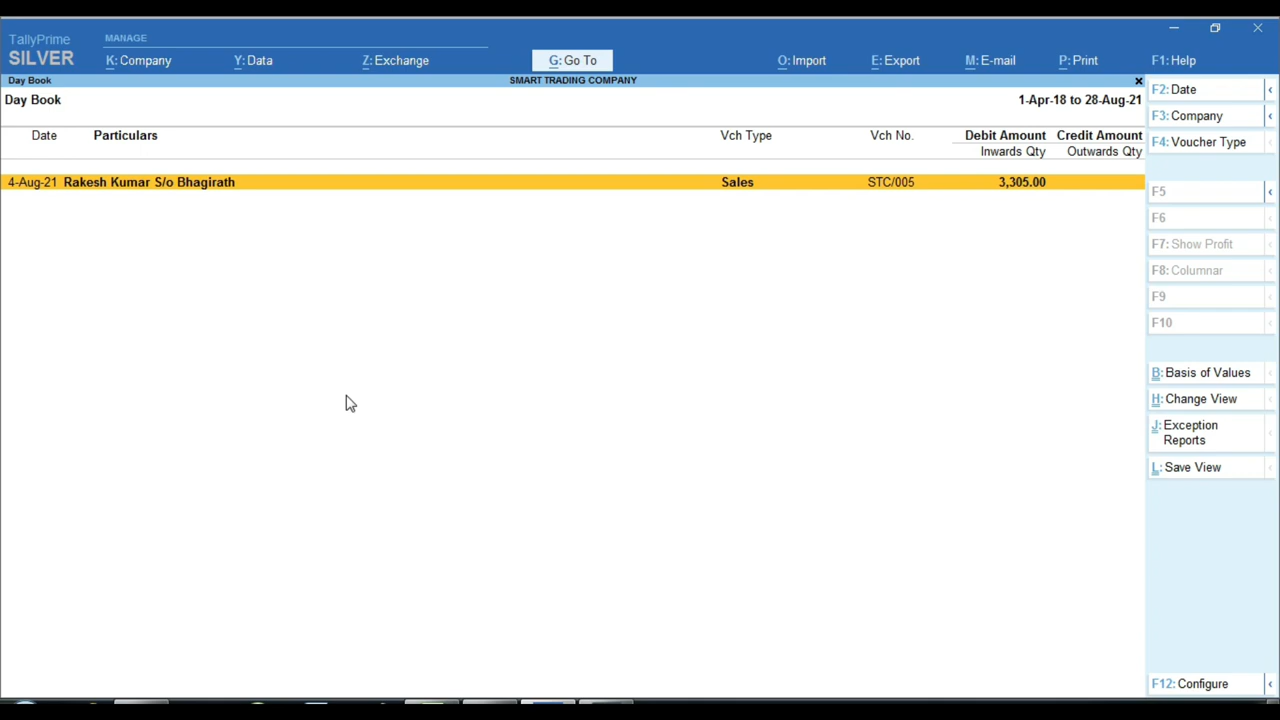 TallyPrime
SILVER
MANAGE
K: Company
Y: Data
Z: Exchange
G: Go To
O: Import
E: Export
M: E-mail
P: Print
F1: Help
Day Book
SMART TRADING COMPANY
Day Book
1-Apr-18 to 28-Aug-21
Date
Particulars
Vch Type
Vch No.
Debit Amount
Credit Amount
Inwards Qty
Outwards Qty
4-Aug-21 Rakesh Kumar S/o Bhagirath Sales STC/005 3,305.00
F2: Date
F3: Company
F4: Voucher Type
F5
F6
F7: Show Profit
F8: Columnar
F9
F10
B: Basis of Values
H: Change View
J: Exception
Reports
L: Save View
F12: Configure